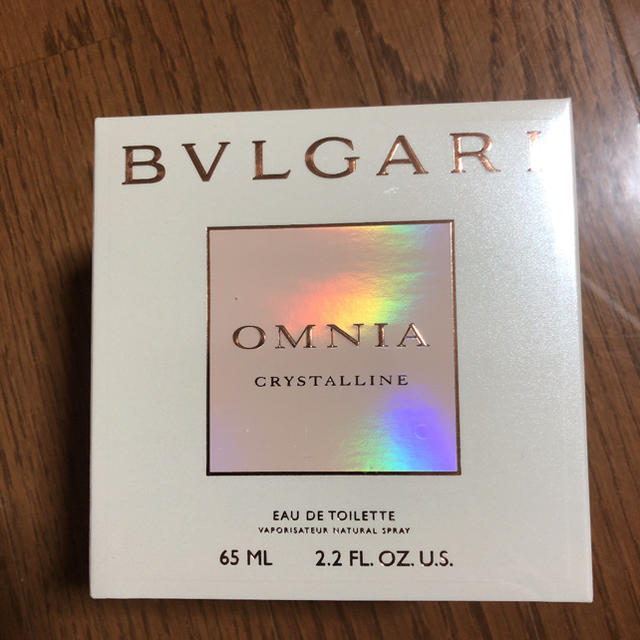 BVLGARI
OMNIA
CRYSTALLINE
EAU DE TOILETTE
VAPORISATEUR NATURAL SPRAY
65 ML 2.2 FL. OZ. U.S.